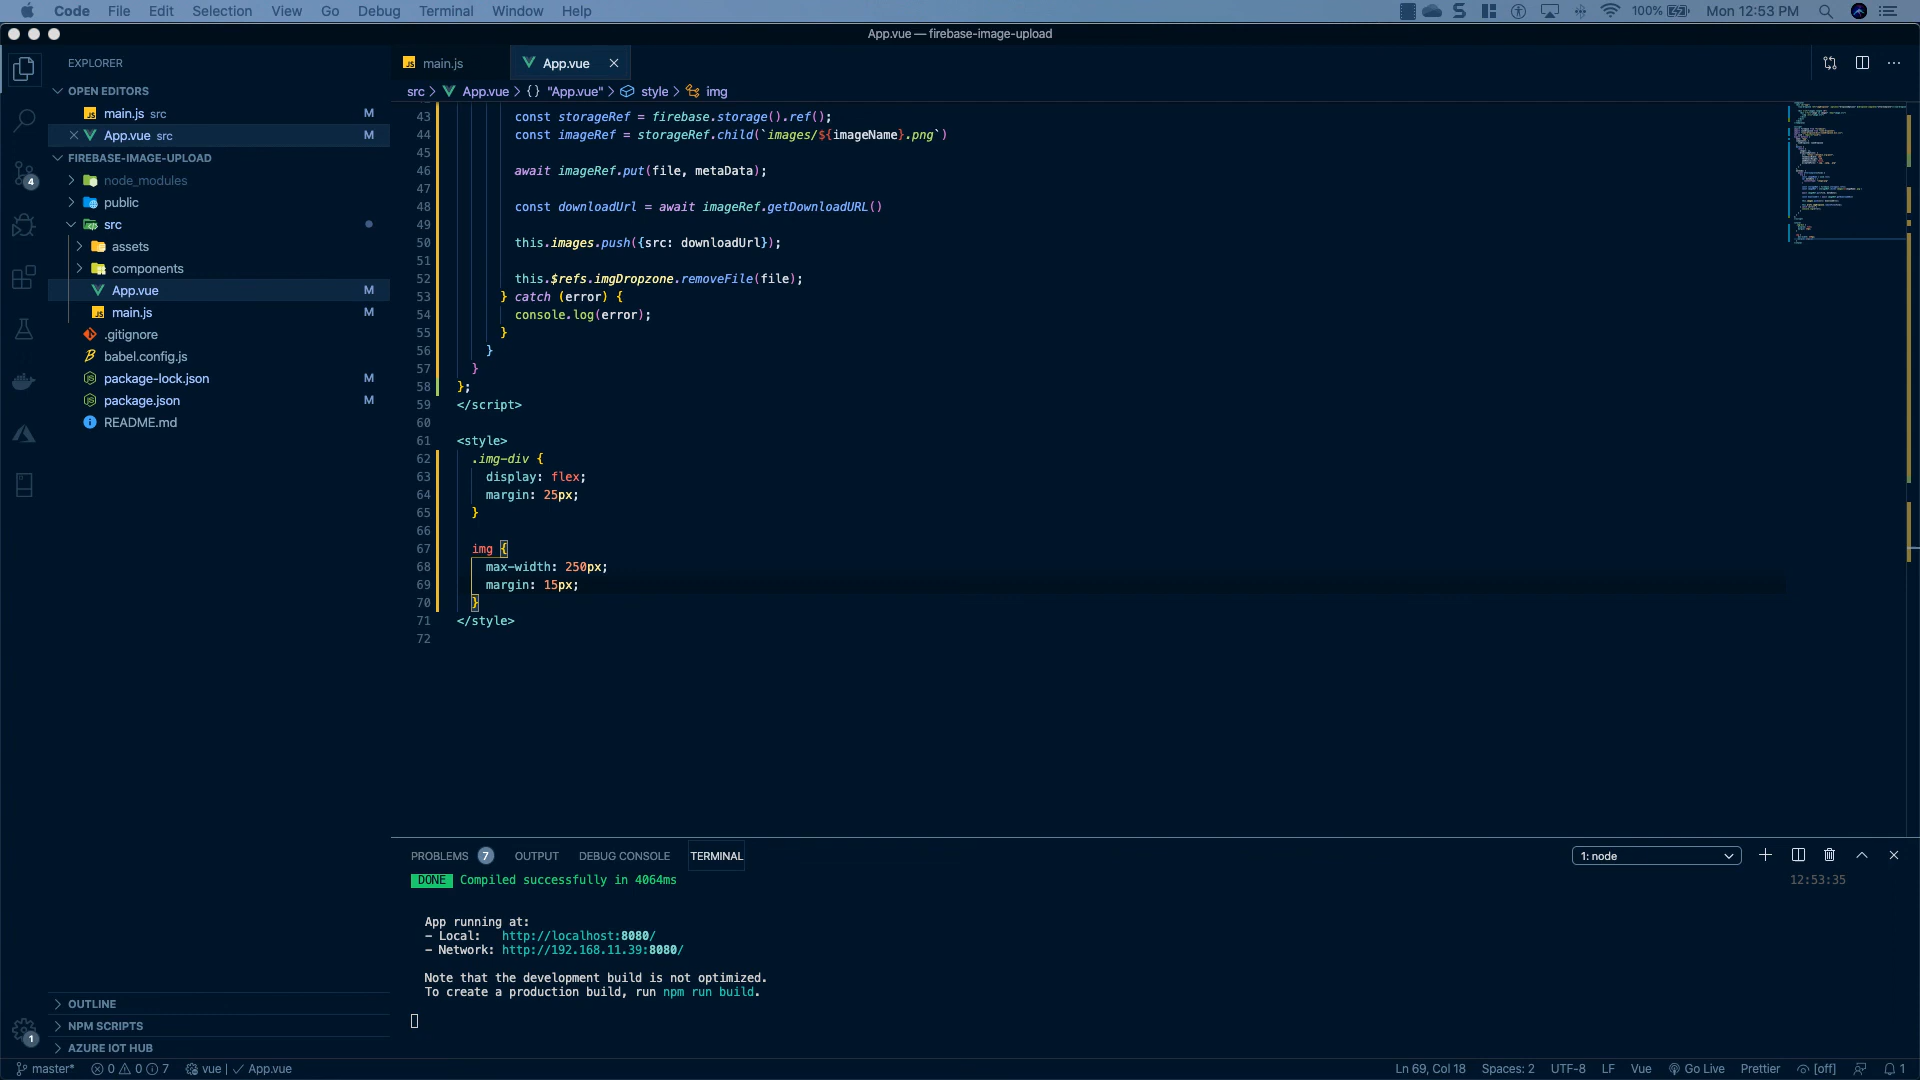 Code File Edit Selection View Go Debug Terminal Window Help 100% Mon 12:53 PM
App.vue — firebase-image-upload
EXPLORER
OPEN EDITORS
main.js src M
App.vue src M
FIREBASE-IMAGE-UPLOAD
node_modules
public
src
assets
components
App.vue M
main.js M
.gitignore
babel.config.js
package-lock.json M
package.json M
README.md
OUTLINE
NPM SCRIPTS
AZURE IOT HUB
4
1
main.js App.vue
src > App.vue > {} "App.vue" > style > img
43 const storageRef = firebase.storage().ref();
44 const imageRef = storageRef.child(`images/${imageName}.png`)
45
46 await imageRef.put(file, metaData);
47
48 const downloadUrl = await imageRef.getDownloadURL()
49
50 this.images.push({src: downloadUrl});
51
52 this.$refs.imgDropzone.removeFile(file);
53 } catch (error) {
54 console.log(error);
55 }
56 }
57 }
58 };
59 </script>
60
61 <style>
62 .img-div {
63 display: flex;
64 margin: 25px;
65 }
66
67 img {
68 max-width: 250px;
69 margin: 15px;
70 }
71 </style>
72
PROBLEMS 7 OUTPUT DEBUG CONSOLE TERMINAL 1: node
DONE Compiled successfully in 4064ms 12:53:35
App running at:
- Local: http://localhost:8080/
- Network: http://192.168.11.39:8080/
Note that the development build is not optimized.
To create a production build, run npm run build.
master* 0 0 7 vue | ✓ App.vue Ln 69, Col 18 Spaces: 2 UTF-8 LF Vue Go Live Prettier [off] 1